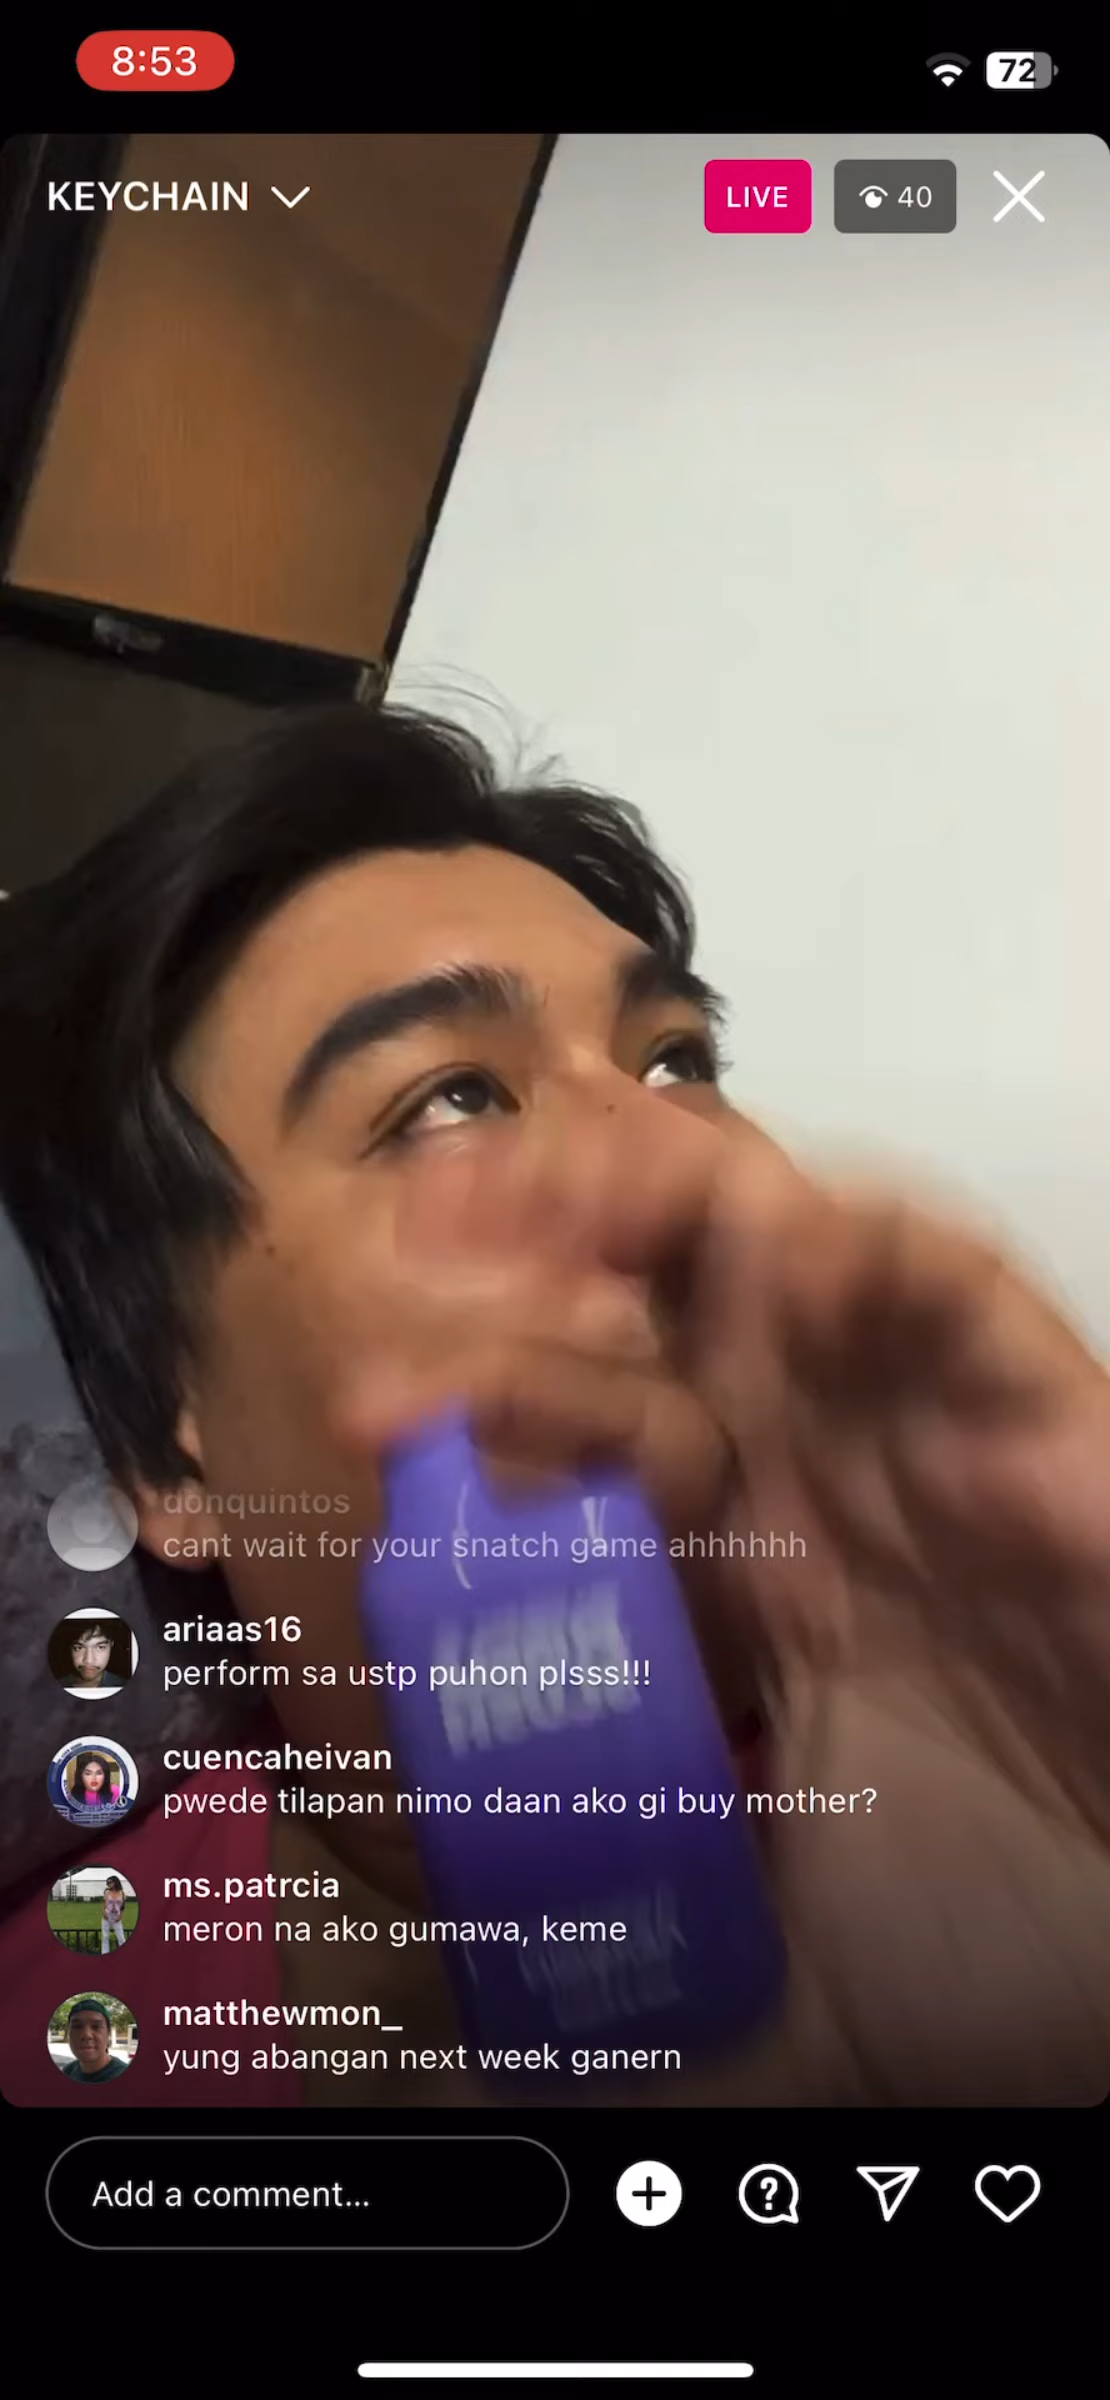 8:53
72
KEYCHAIN
LIVE
40
donquintos
cant wait for your snatch game ahhhhhh
ariaas16
perform sa ustp puhon plsss!!!
cuencaheivan
pwede tilapan nimo daan ako gi buy mother?
ms.patrcia
meron na ako gumawa, keme
matthewmon_
yung abangan next week ganern
Add a comment...